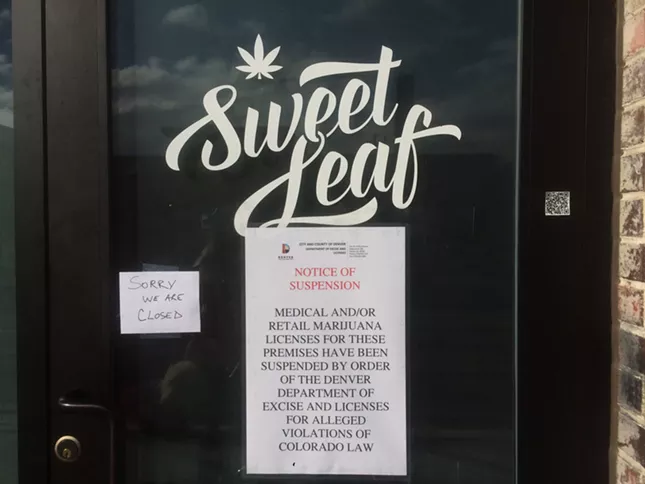 Sweet
Leaf
SORRY
WE ARE
CLOSED
CITY AND COUNTY OF DENVER
DEPARTMENT OF EXCISE AND
LICENSES
DENVER
NOTICE OF
SUSPENSION
MEDICAL AND/OR
RETAIL MARIJUANA
LICENSES FOR THESE
PREMISES HAVE BEEN
SUSPENDED BY ORDER
OF THE DENVER
DEPARTMENT OF
EXCISE AND LICENSES
FOR ALLEGED
VIOLATIONS OF
COLORADO LAW